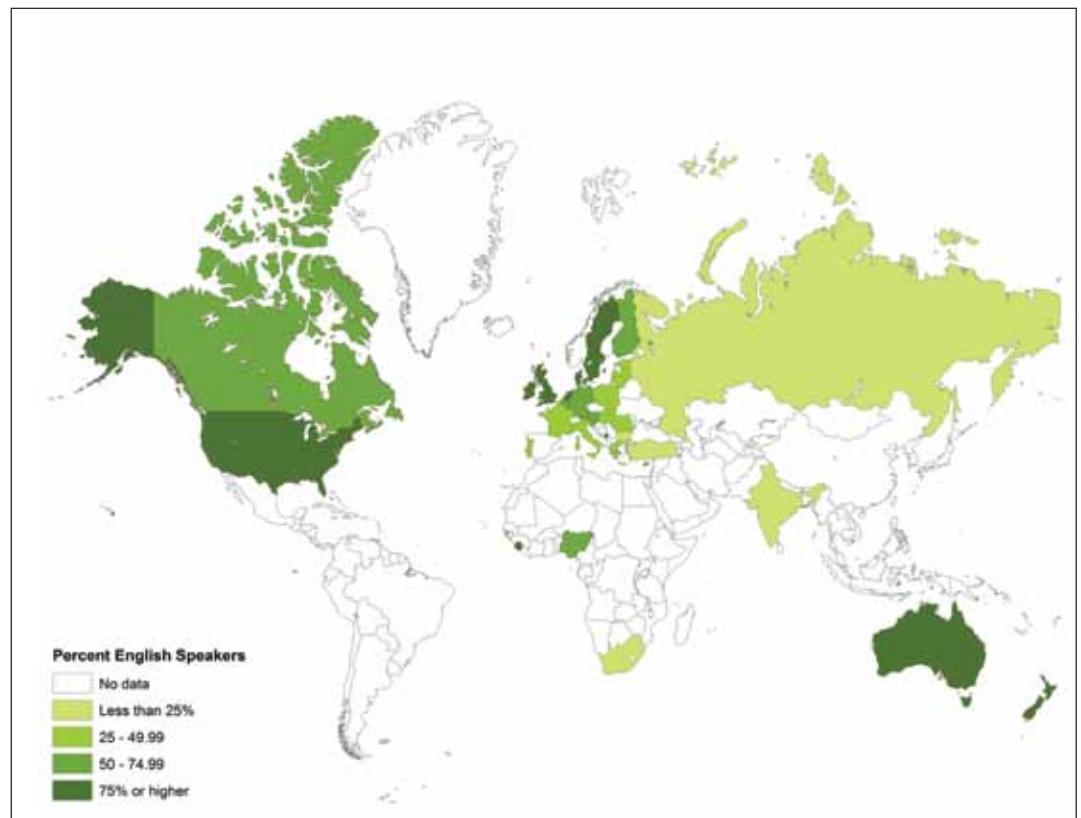 Percent English Speakers
No data
Less than 25%
25 - 49.99
50 - 74.99
75% or higher